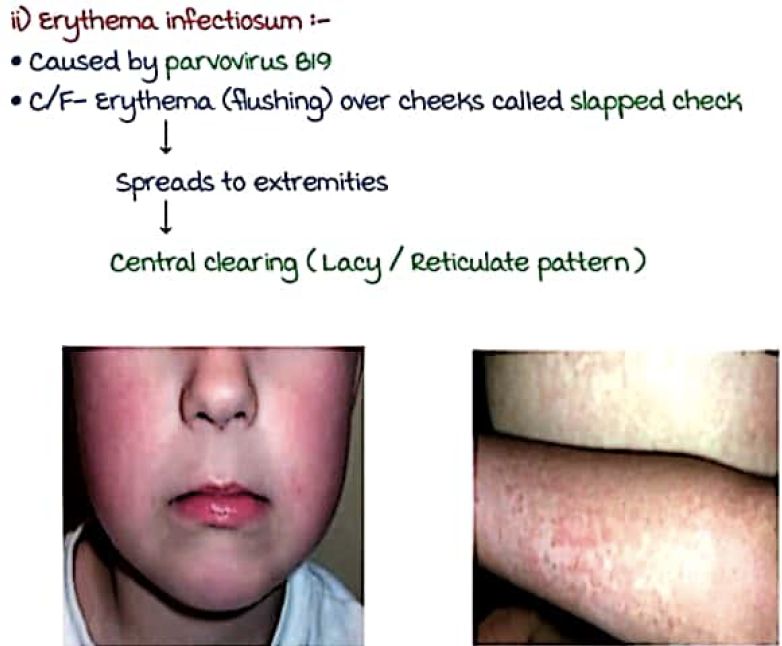 ii) Erythema infectiosum :-
• Caused by parvovirus B19
• C/F- Erythema (flushing) over cheeks called slapped check
↓
Spreads to extremities
↓
Central clearing (Lacy / Reticulate pattern)